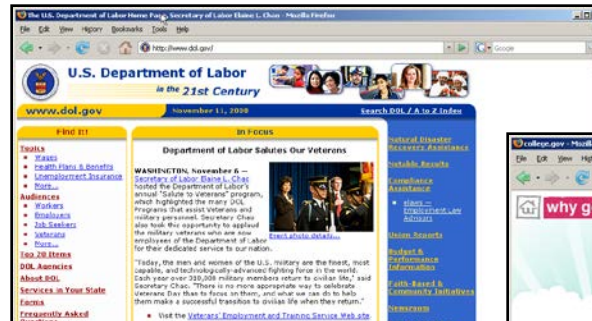 The U.S. Department of Labor Home Page, Secretary of Labor Elaine L. Chao - Mozilla Firefox
File Edit View History Bookmarks Tools Help
http://www.dol.gov/
Google
U.S. Department of Labor
in the 21st Century
www.dol.gov
November 11, 2008
Search DOL / A to Z Index
Find It!
Topics
Wages
Health Plans & Benefits
Unemployment Insurance
More...
Audiences
Workers
Employers
Job Seekers
Veterans
More...
Top 20 Items
DOL Agencies
About DOL
Services in Your State
Forms
Frequently Asked
Questions
In Focus
Department of Labor Salutes Our Veterans
WASHINGTON, November 6 —
Secretary of Labor Elaine L. Chao
hosted the Department of Labor's
annual "Salute to Veterans" program,
which highlighted the many DOL
Programs that assist Veterans and
military personnel. Secretary Chao
also took this opportunity to applaud
the military veterans who are now
employees of the Department of Labor
for their dedicated service to our nation.
Event photo details...
"Today, the men and women of the U.S. military, the finest, most
capable, and technologically-advanced fighting force in the world.
Each year over 320,000 military members return to civilian life," said
Secretary Chao. "There is no more appropriate way to celebrate
Veterans Day than to focus on them, and what we can do to help
them make a successful transition to civilian life when they return."
Visit the Veterans' Employment and Training Service Web site
Natural Disaster
Recovery Assistance
Notable Results
Compliance
Assistance
elaws —
Employment Law
Advisors
Union Reports
Budget &
Performance
Information
Faith-Based &
Community Initiatives
Newsroom
college.gov - Mozill
File Edit View Hist
why g